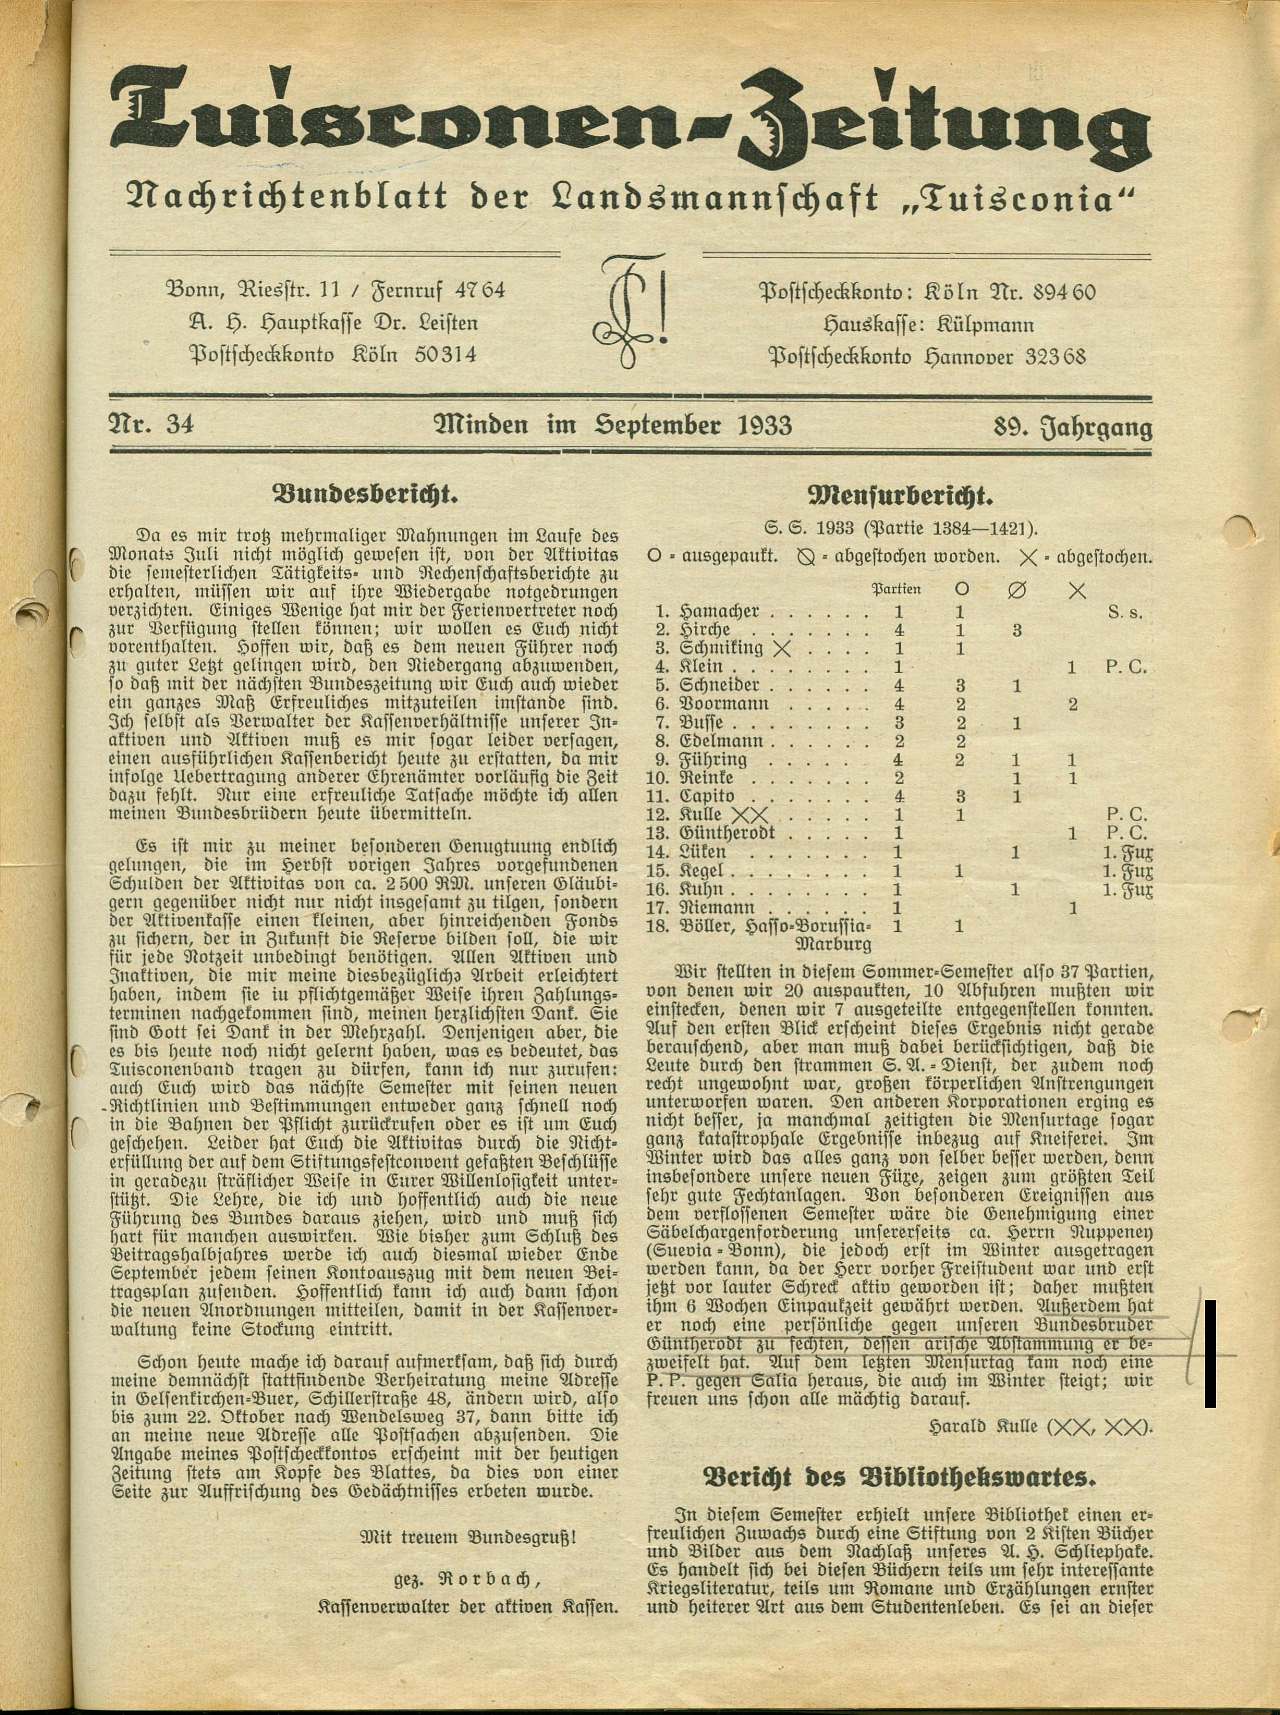 Tuisconen-Zeitung
Nachrichtenblatt der Landsmannschaft „Tuisconia“
Bonn, Riesstr. 11 / Fernruf 4764
A. H. Hauptkasse Dr. Leisten
Postscheckkonto Köln 50314
Postscheckkonto: Köln Nr. 89460
Hauskasse: Külpmann
Postscheckkonto Hannover 32368
Nr. 34 Minden im September 1933 89. Jahrgang
Bundesbericht.
Da es mir trotz mehrmaliger Mahnungen im Laufe des
Monats Juli nicht möglich gewesen ist, von der Aktivitas
die semesterlichen Tätigkeits- und Rechenschaftsberichte zu
erhalten, müssen wir auf ihre Wiedergabe notgedrungen
verzichten. Einiges Wenige hat mir der Ferienvertreter noch
zur Verfügung stellen können; wir wollen es Euch nicht
vorenthalten. Hoffen wir, daß es dem neuen Führer noch
zu guter Letzt gelingen wird, den Niedergang abzuwenden,
so daß mit der nächsten Bundeszeitung wir Euch auch wieder
ein ganzes Maß Erfreuliches mitzuteilen imstande sind.
Ich selbst als Verwalter der Kassenverhältnisse unserer In-
aktiven und Aktiven muß es mir sogar leider versagen,
einen ausführlichen Kassenbericht heute zu erstatten, da mir
infolge Uebertragung anderer Ehrenämter vorläufig die Zeit
dazu fehlt. Nur eine erfreuliche Tatsache möchte ich allen
meinen Bundesbrüdern heute übermitteln.
Es ist mir zu meiner besonderen Genugtuung endlich
gelungen, die im Herbst vorigen Jahres vorgefundenen
Schulden der Aktivitas von ca. 2500 RM. unseren Gläubi-
gern gegenüber nicht nur nicht insgesamt zu tilgen, sondern
der Aktivenkasse einen kleinen, aber hinreichenden Fonds
zu sichern, der in Zukunft die Reserve bilden soll, die wir
für jede Notzeit unbedingt benötigen. Allen Aktiven und
Inaktiven, die mir meine diesbezügliche Arbeit erleichtert
haben, indem sie in pflichtgemäßer Weise ihren Zahlungs-
terminen nachgekommen sind, meinen herzlichsten Dank. Sie
sind Gott sei Dank in der Mehrzahl. Denjenigen aber, die
es bis heute noch nicht gelernt haben, was es bedeutet, das
Tuisconenband tragen zu dürfen, kann ich nur zurufen:
auch Euch wird das nächste Semester mit seinen neuen
Richtlinien und Bestimmungen entweder ganz schnell noch
in die Bahnen der Pflicht zurückrufen oder es ist um Euch
geschehen. Leider hat Euch die Aktivitas durch die Nicht-
erfüllung der auf dem Stiftungsfestconvent gefaßten Beschlüsse
in geradezu sträflicher Weise in Eurer Willenlosigkeit unter-
stützt. Die Lehre, die ich und hoffentlich auch die neue
Führung des Bundes daraus ziehen, wird und muß sich
hart für manchen auswirken. Wie bisher zum Schluß des
Beitragshalbjahres werde ich auch diesmal wieder Ende
September jedem seinen Kontoauszug mit dem neuen Bei-
tragsplan zusenden. Hoffentlich kann ich auch dann schon
die neuen Anordnungen mitteilen, damit in der Kassenver-
waltung keine Stockung eintritt.
Schon heute mache ich darauf aufmerksam, daß sich durch
meine demnächst stattfindende Verheiratung meine Adresse
in Gelsenkirchen-Buer, Schillerstraße 48, ändern wird, also
bis zum 22. Oktober nach Wendelsweg 37, dann bitte ich
an meine neue Adresse alle Postsachen abzusenden. Die
Angabe meines Postscheckkontos erscheint mit der heutigen
Zeitung stets am Kopfe des Blattes, da dies von einer
Seite zur Auffrischung des Gedächtnisses erbeten wurde.
Mit treuem Bundesgruß!
gez. Rorbach,
Kassenverwalter der aktiven Kassen.
Mensurbericht.
S. S. 1933 (Partie 1384—1421).
O = ausgepaukt. Ø = abgestochen worden. X = abgestochen.
Partien O Ø X
1. Hamacher . . . . . . 1 1 S. s.
2. Hirche . . . . . . . 4 1 3
3. Schmiking X . . . . 1 1
4. Klein . . . . . . . . 1 1 P. C.
5. Schneider . . . . . . 4 3 1
6. Voormann . . . . . 4 2 2
7. Busse . . . . . . . . 3 2 1
8. Edelmann . . . . . . 2 2
9. Führing . . . . . . 4 2 1 1
10. Reinke . . . . . . . 2 1 1
11. Capito . . . . . . . 4 3 1
12. Kulle XX . . . . . 1 1 P. C.
13. Güntherodt . . . . . 1 1 P. C.
14. Lüken . . . . . . . 1 1 1. Fux
15. Kegel . . . . . . . . 1 1 1. Fux
16. Kuhn . . . . . . . . 1 1 1. Fux
17. Niemann . . . . . . 1 1
18. Böller, Hasso-Borussia- 1 1
Marburg
Wir stellten in diesem Sommer-Semester also 37 Partien,
von denen wir 20 auspaukten, 10 Abfuhren mußten wir
einstecken, denen wir 7 ausgeteilte entgegenstellen konnten.
Auf den ersten Blick erscheint dieses Ergebnis nicht gerade
berauschend, aber man muß dabei berücksichtigen, daß die
Leute durch den strammen S. A. - Dienst, der zudem noch
recht ungewohnt war, großen körperlichen Anstrengungen
unterworfen waren. Den anderen Korporationen erging es
nicht besser, ja manchmal zeitigten die Mensurtage sogar
ganz katastrophale Ergebnisse inbezug auf Kneiferei. Im
Winter wird das alles ganz von selber besser werden, denn
insbesondere unsere neuen Füxe, zeigen zum größten Teil
sehr gute Fechtanlagen. Von besonderen Ereignissen aus
dem verflossenen Semester wäre die Genehmigung einer
Säbelchargenforderung unsererseits ca. Herrn Ruppeney
(Suevia - Bonn), die jedoch erst im Winter ausgetragen
werden kann, da der Herr vorher Freistudent war und erst
jetzt vor lauter Schreck aktiv geworden ist; daher mußten
ihm 6 Wochen Einpaukzeit gewährt werden. Außerdem hat
er noch eine persönliche gegen unseren Bundesbruder
Güntherodt zu fechten, dessen arische Abstammung er be-
zweifelt hat. Auf dem letzten Mensurtag kam noch eine
P. P. gegen Salia heraus, die auch im Winter steigt; wir
freuen uns schon alle mächtig darauf.
Harald Kulle (XX, XX).
Bericht des Bibliothekswartes.
In diesem Semester erhielt unsere Bibliothek einen er-
freulichen Zuwachs durch eine Stiftung von 2 Kisten Bücher
und Bilder aus dem Nachlaß unseres A. H. Schliephake.
Es handelt sich bei diesen Büchern teils um sehr interessante
Kriegsliteratur, teils um Romane und Erzählungen ernster
und heiterer Art aus dem Studentenleben. Es sei an dieser